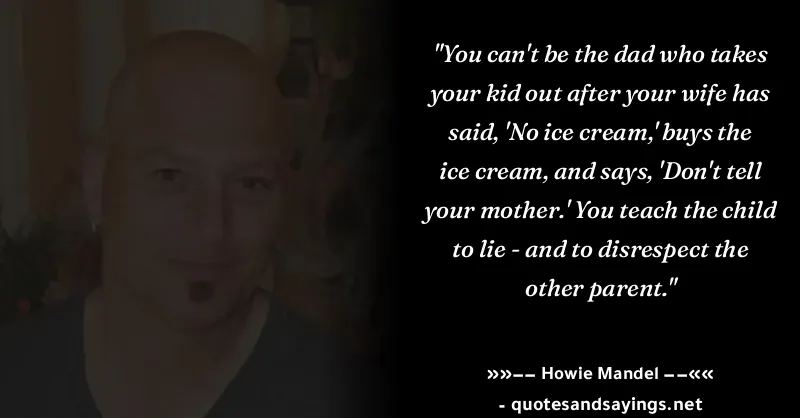 "You can't be the dad who takes
your kid out after your wife has
said, 'No ice cream,' buys the
ice cream, and says, 'Don't tell
your mother.' You teach the child
to lie - and to disrespect the
other parent."
»»−− Howie Mandel −−««
- quotesandsayings.net